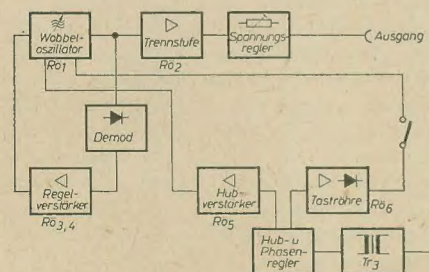 Wobbel-
oszillator
Rö1
Trennstufe
Rö2
Spannungs-
regler
Ausgang
Demod
Regel-
verstärker
Rö3,4
Hub-
verstärker
Rö5
Taströhre
Rö6
Hub- u
Phasen-
regler
Tr3